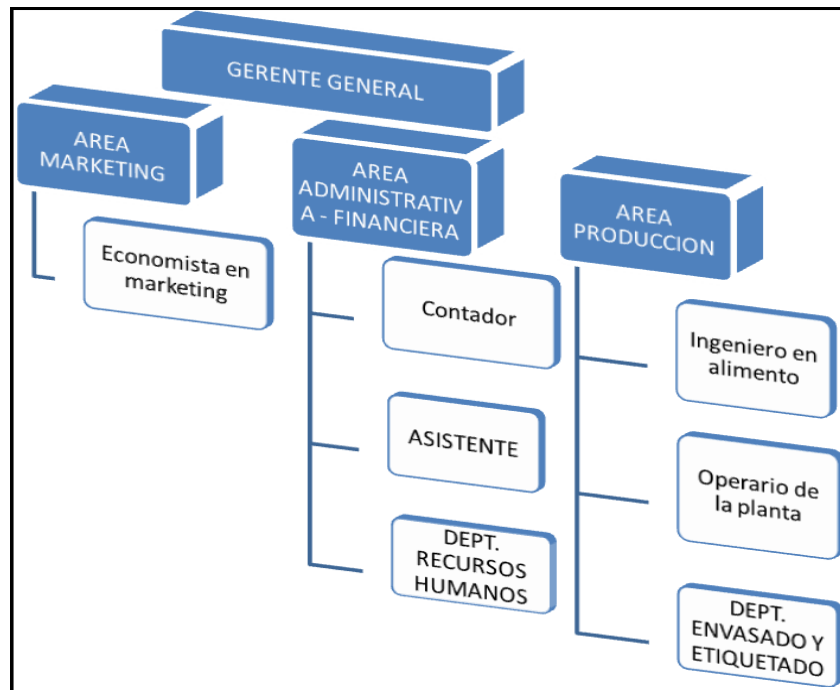 GERENTE GENERAL
AREA
MARKETING
Economista en
marketing
AREA
ADMINISTRATIV
A - FINANCIERA
Contador
ASISTENTE
DEPT.
RECURSOS
HUMANOS
AREA
PRODUCCION
Ingeniero en
alimento
Operario de
la planta
DEPT.
ENVASADO Y
ETIQUETADO